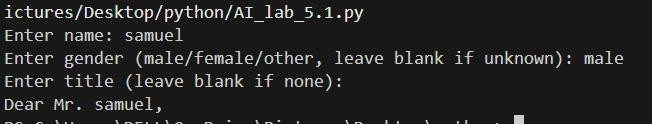 ictures/Desktop/python/AI_lab_5.1.py
Enter name: samuel
Enter gender (male/female/other, leave blank if unknown): male
Enter title (leave blank if none):
Dear Mr. samuel,